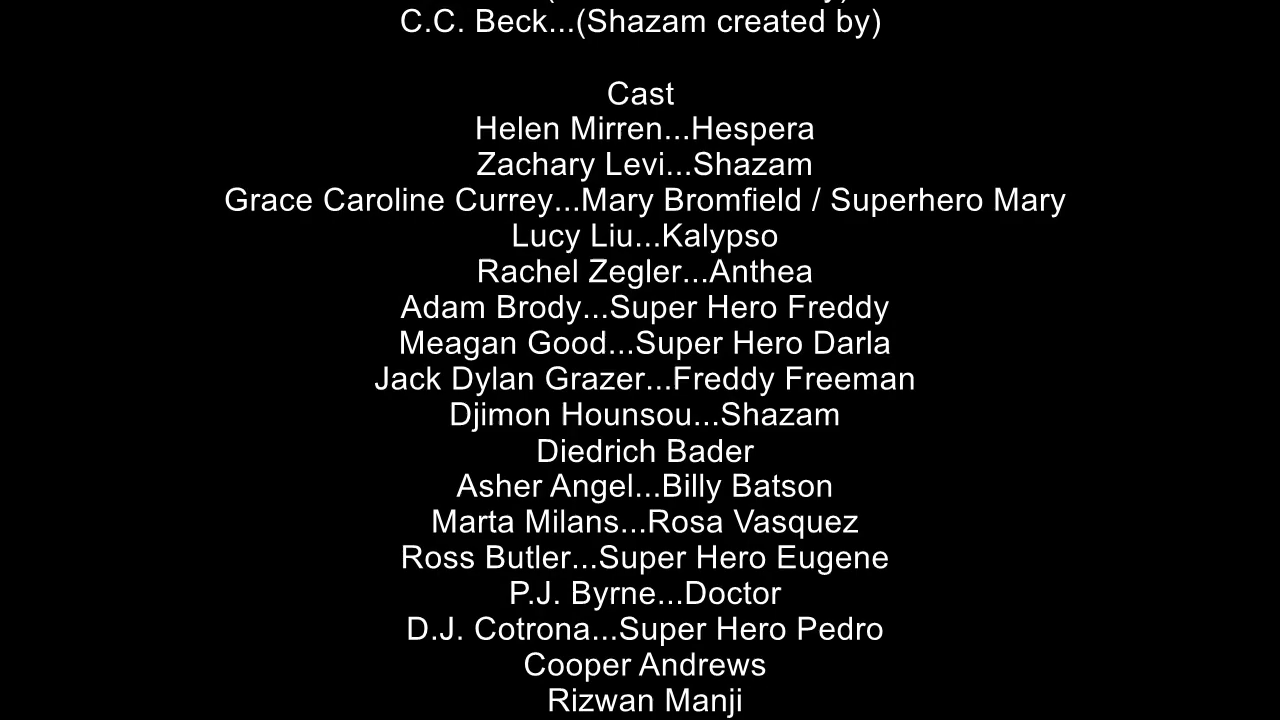 C.C. Beck...(Shazam created by)
Cast
Helen Mirren...Hespera
Zachary Levi...Shazam
Grace Caroline Currey...Mary Bromfield / Superhero Mary
Lucy Liu...Kalypso
Rachel Zegler...Anthea
Adam Brody...Super Hero Freddy
Meagan Good...Super Hero Darla
Jack Dylan Grazer...Freddy Freeman
Djimon Hounsou...Shazam
Diedrich Bader
Asher Angel...Billy Batson
Marta Milans...Rosa Vasquez
Ross Butler...Super Hero Eugene
P.J. Byrne...Doctor
D.J. Cotrona...Super Hero Pedro
Cooper Andrews
Rizwan Manji